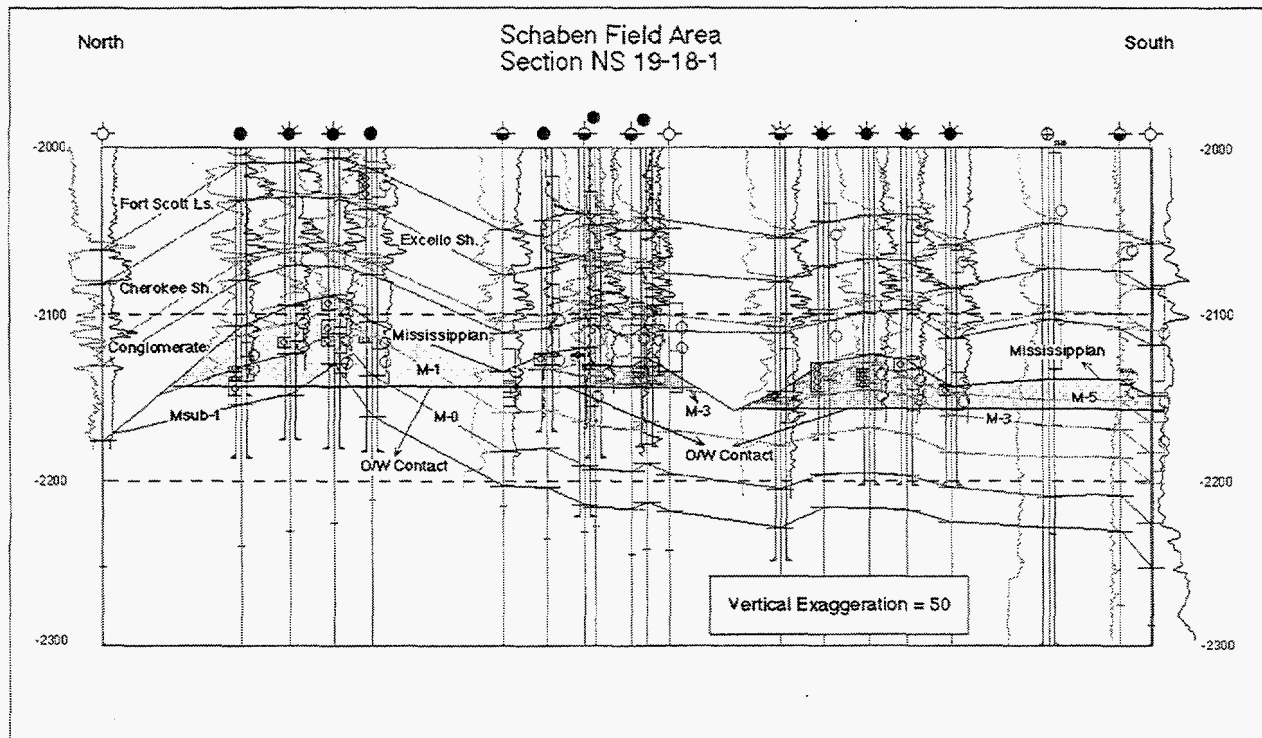 North
Schaben Field Area
Section NS 19-18-1
South
-2000
-2000
Fort Scott Ls.
Excello Sh.
Cherokee Sh.
-2100
-2100
Conglomerate
Mississippian
Mississippian
M-1
M-5
Msub-1
M-0
M-3
M-3
O/W Contact
O/W Contact
-2200
-2200
Vertical Exaggeration = 50
-2300
-2300